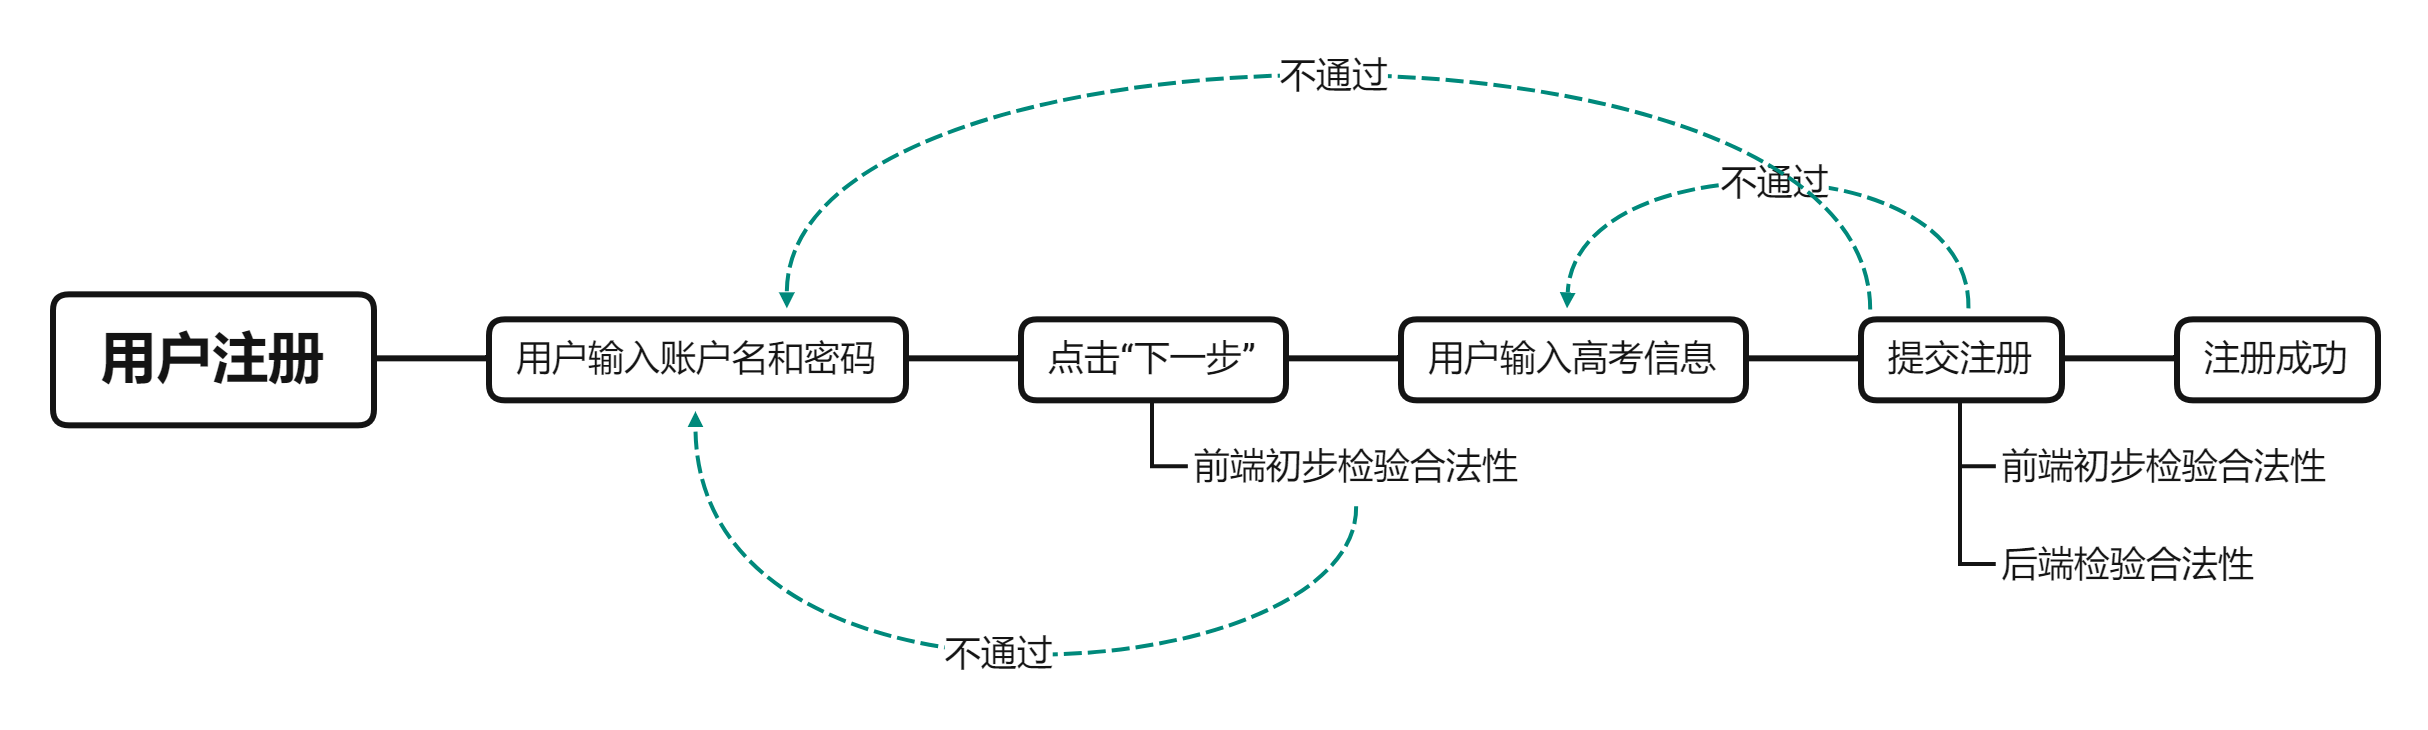 不通过
不通过
用户注册
用户输入账户名和密码
点击“下一步”
用户输入高考信息
提交注册
注册成功
前端初步检验合法性
前端初步检验合法性
后端检验合法性
不通过